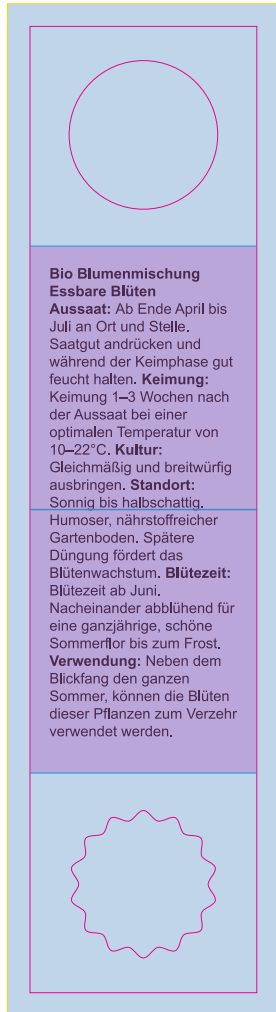 Bio Blumenmischung
Essbare Blüten
Aussaat: Ab Ende April bis
Juli an Ort und Stelle.
Saatgut andrücken und
während der Keimphase gut
feucht halten. Keimung:
Keimung 1–3 Wochen nach
der Aussaat bei einer
optimalen Temperatur von
10–22°C. Kultur:
Gleichmäßig und breitwürfig
ausbringen. Standort:
Sonnig bis halbschattig.
Humoser, nährstoffreicher
Gartenboden. Spätere
Düngung fördert das
Blütenwachstum. Blütezeit:
Blütezeit ab Juni.
Nacheinander abblühend für
eine ganzjährige, schöne
Sommerflor bis zum Frost.
Verwendung: Neben dem
Blickfang den ganzen
Sommer, können die Blüten
dieser Pflanzen zum Verzehr
verwendet werden.